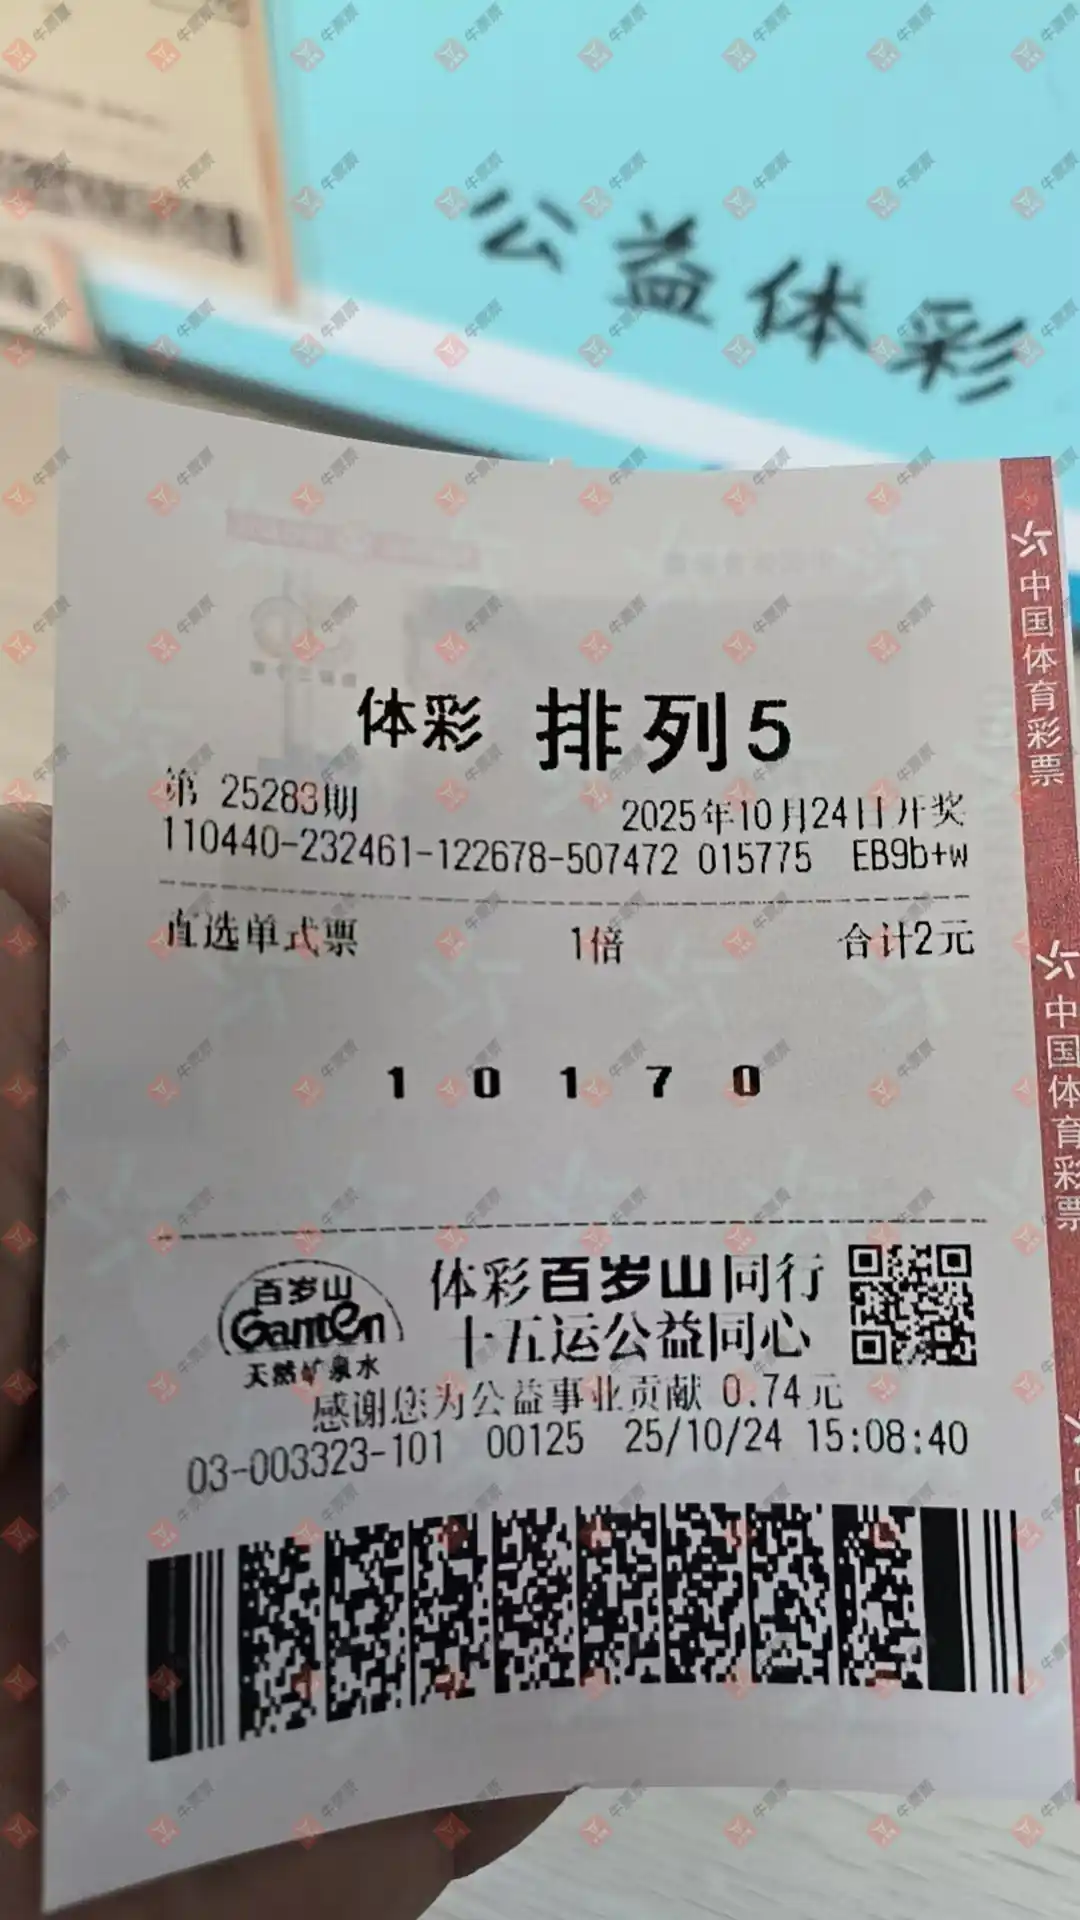 公益体彩
中国体育彩票
中国体育彩票
体彩 排列5
第 25283期 2025年10月24日开奖
110440-232461-122678-507472 015775 EB9b+w
直选单式票 1倍 合计2元
1 0 1 7 0
百岁山
Ganten
天然矿泉水
体彩百岁山同行
十五运公益同心
感谢您为公益事业贡献 0.74元
03-003323-101 00125 25/10/24 15:08:40
牛票票